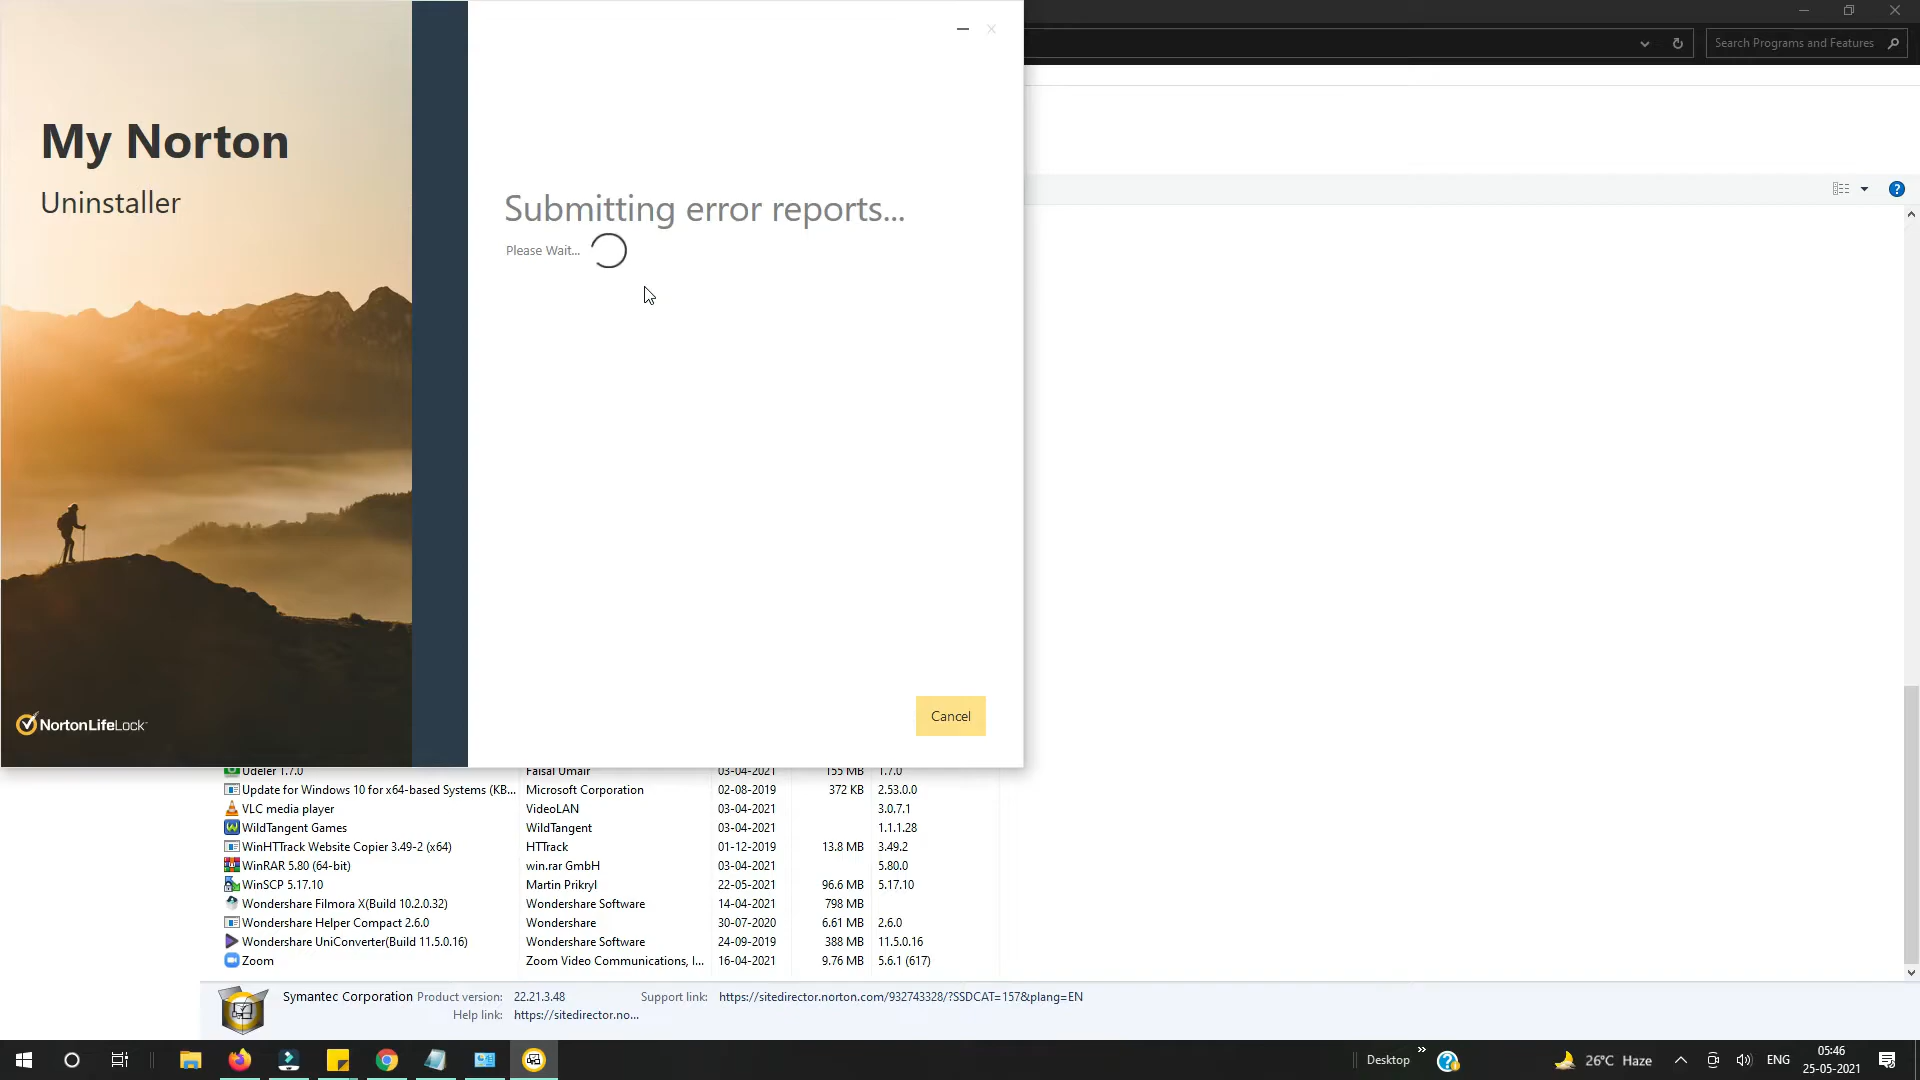 Search Programs and Features
My Norton
Uninstaller
Submitting error reports...
Please Wait...
Cancel
NortonLifeLock
Udeler 1.7.0 Faisal Umair 03-04-2021 155 MB 1.7.0
Update for Windows 10 for x64-based Systems (KB... Microsoft Corporation 02-08-2019 372 KB 2.53.0.0
VLC media player VideoLAN 03-04-2021 3.0.7.1
WildTangent Games WildTangent 03-04-2021 1.1.1.28
WinHTTrack Website Copier 3.49-2 (x64) HTTrack 01-12-2019 13.8 MB 3.49.2
WinRAR 5.80 (64-bit) win.rar GmbH 03-04-2021 5.80.0
WinSCP 5.17.10 Martin Prikryl 22-05-2021 96.6 MB 5.17.10
Wondershare Filmora X(Build 10.2.0.32) Wondershare Software 14-04-2021 798 MB
Wondershare Helper Compact 2.6.0 Wondershare 30-07-2020 6.61 MB 2.6.0
Wondershare UniConverter(Build 11.5.0.16) Wondershare Software 24-09-2019 388 MB 11.5.0.16
Zoom Zoom Video Communications, I... 16-04-2021 9.76 MB 5.6.1 (617)
Symantec Corporation Product version: 22.21.3.48 Support link: https://sitedirector.norton.com/932743328/?SSDCAT=157&plang=EN
Help link: https://sitedirector.no...
Desktop » 26°C Haze ENG 05:46
25-05-2021